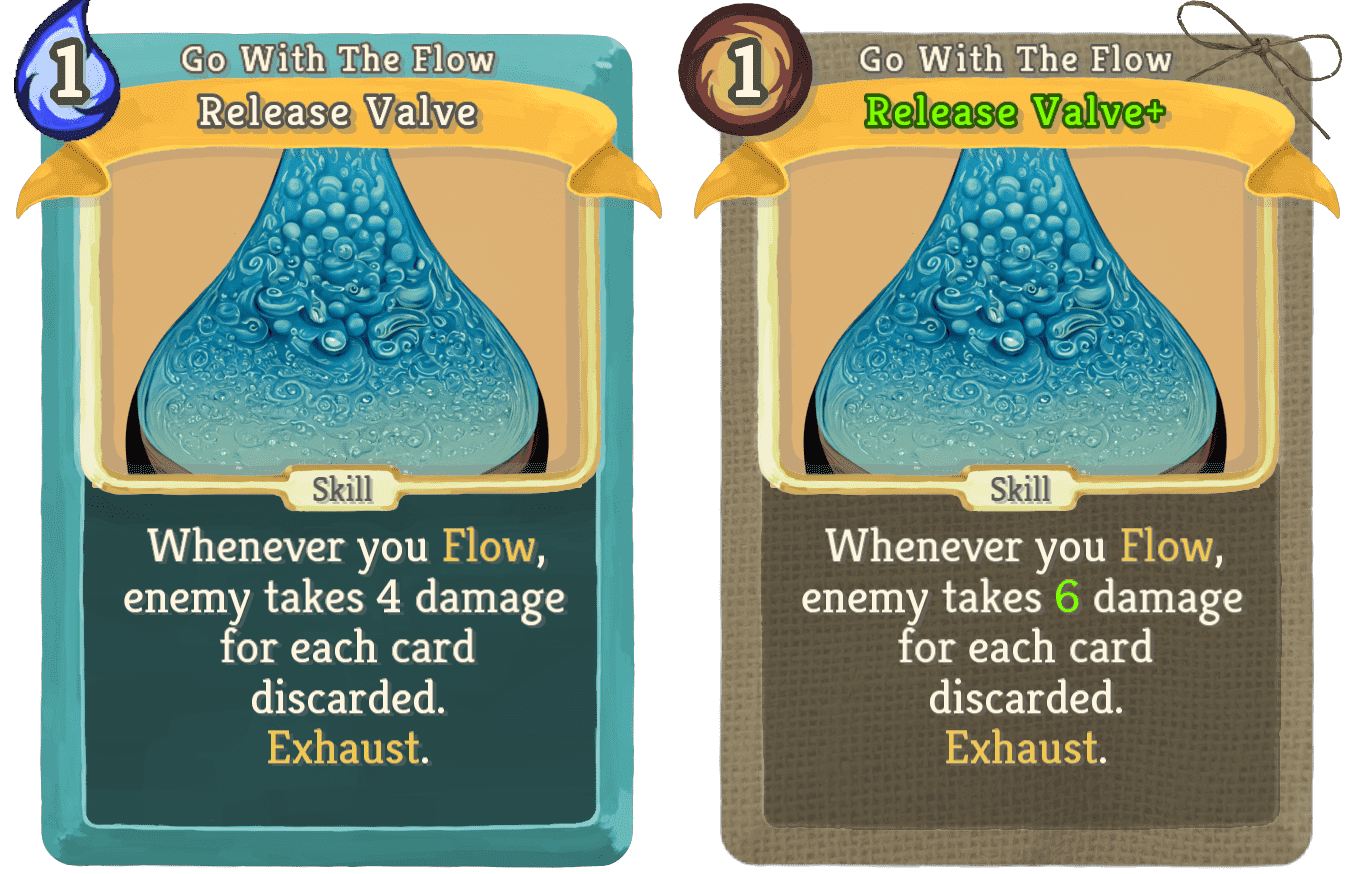 1
Go With The Flow
Release Valve
Skill
Whenever you Flow,
enemy takes 4 damage
for each card
discarded.
Exhaust.
1
Go With The Flow
Release Valve+
Skill
Whenever you Flow,
enemy takes 6 damage
for each card
discarded.
Exhaust.